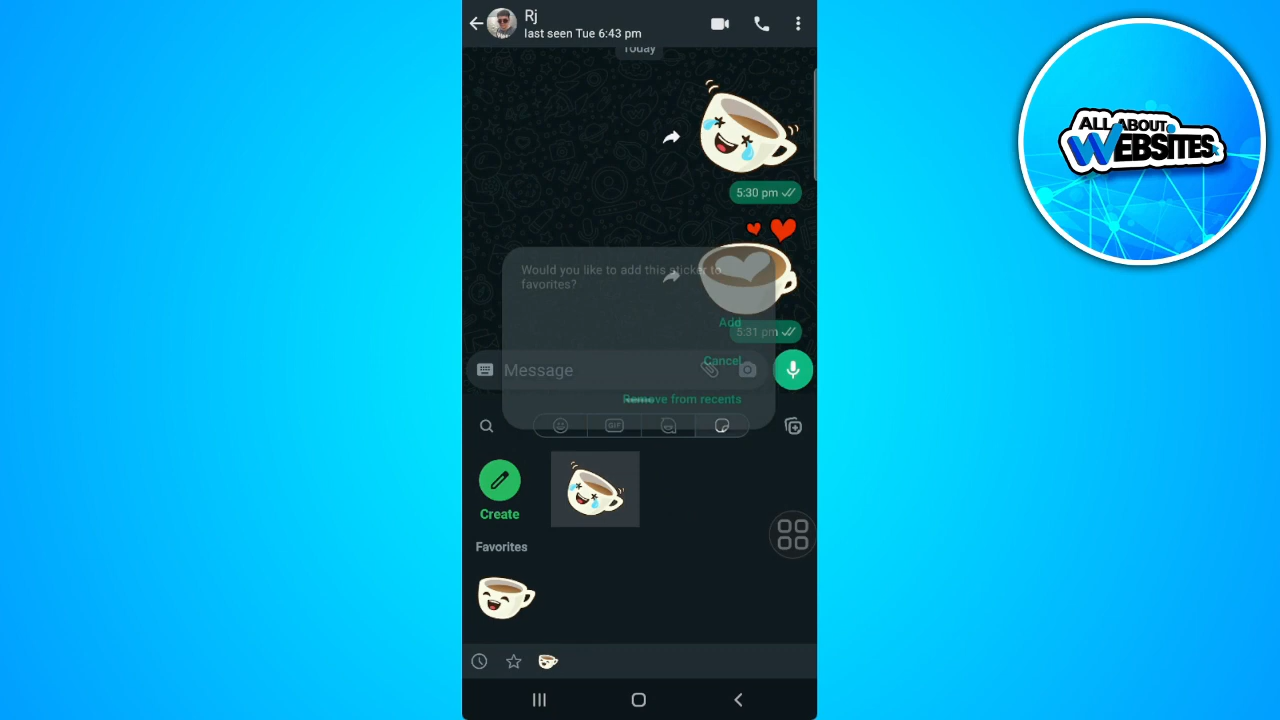 Rj
last seen Tue 6:43 pm
Today
ALL ABOUT
WEBSITES
5:30 pm
Would you like to add this sticker to
favorites?
Add
5:31 pm
Cancel
Message
Remove from recents
GIF
Create
Favorites